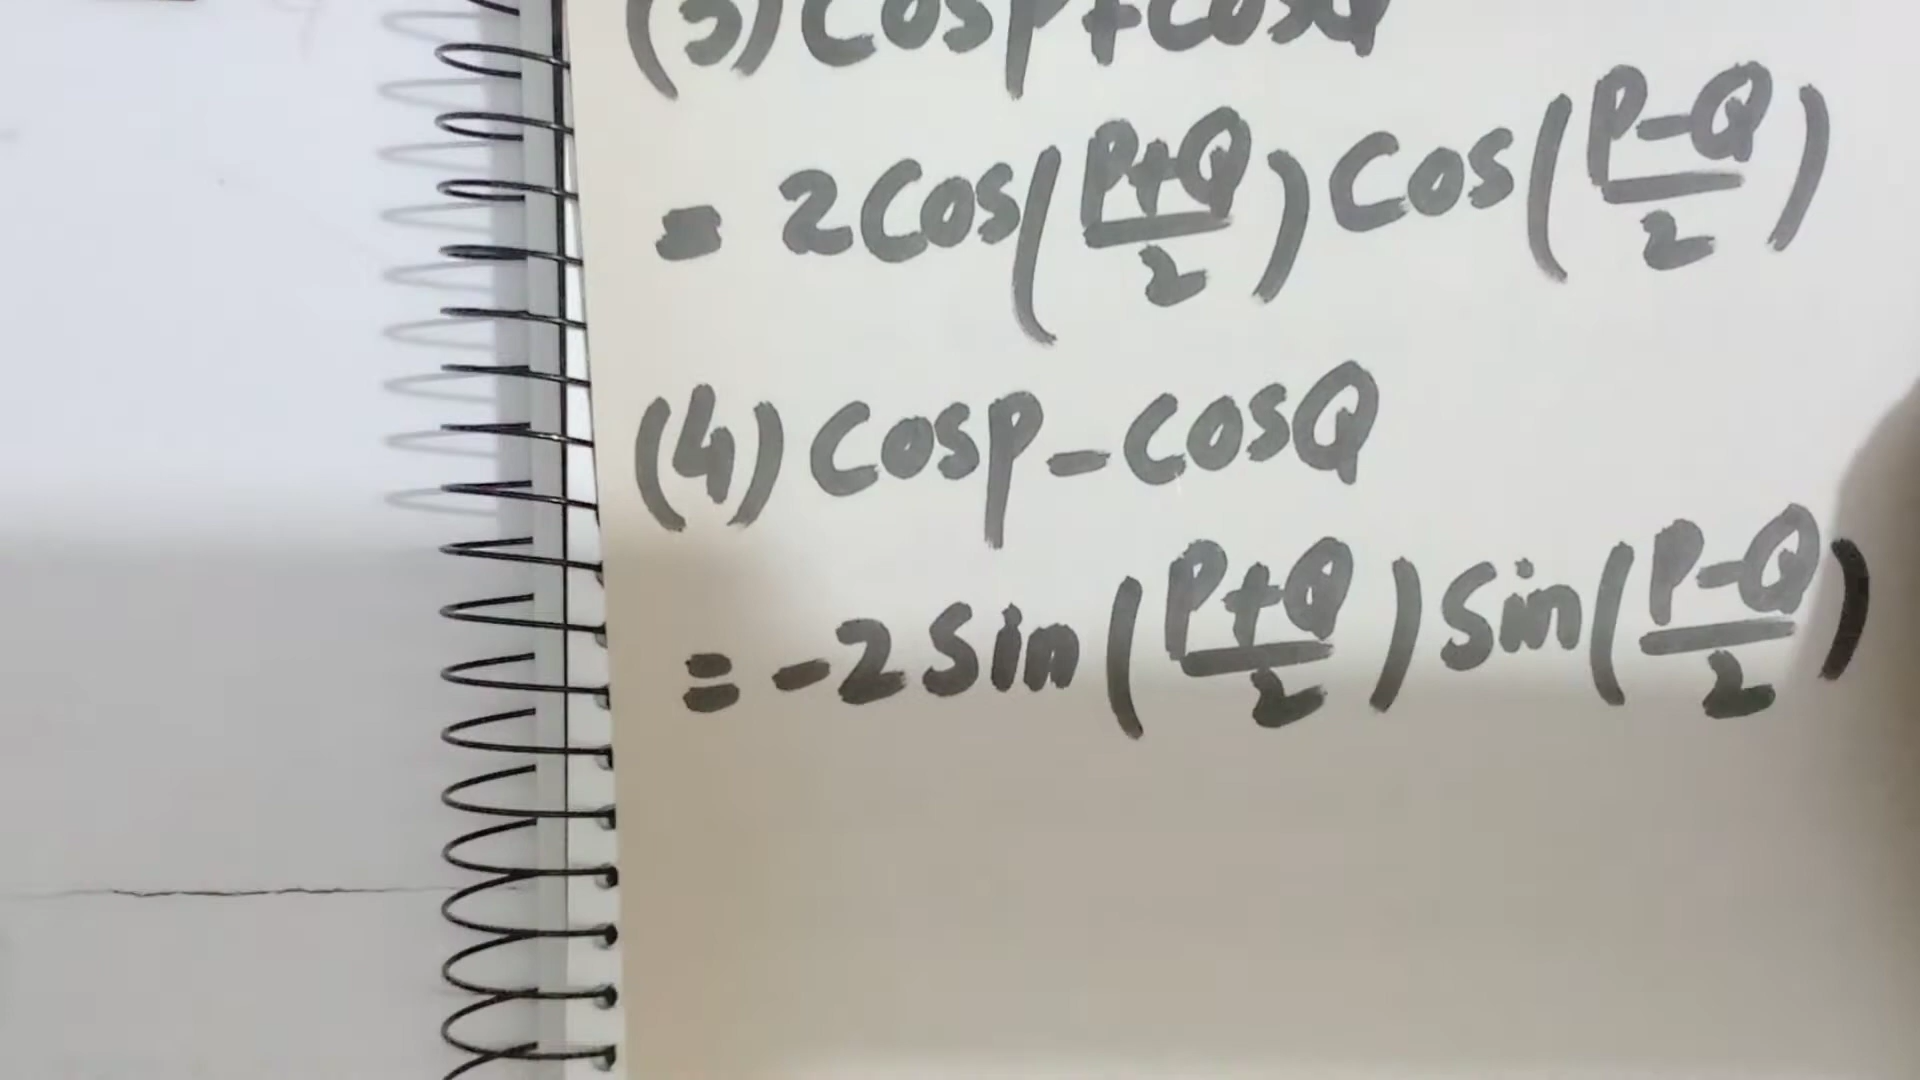 (3) CosP+CosQ
= 2Cos(P+Q/2) Cos(P-Q/2)
(4) CosP-CosQ
= -2Sin(P+Q/2) Sin(P-Q/2)